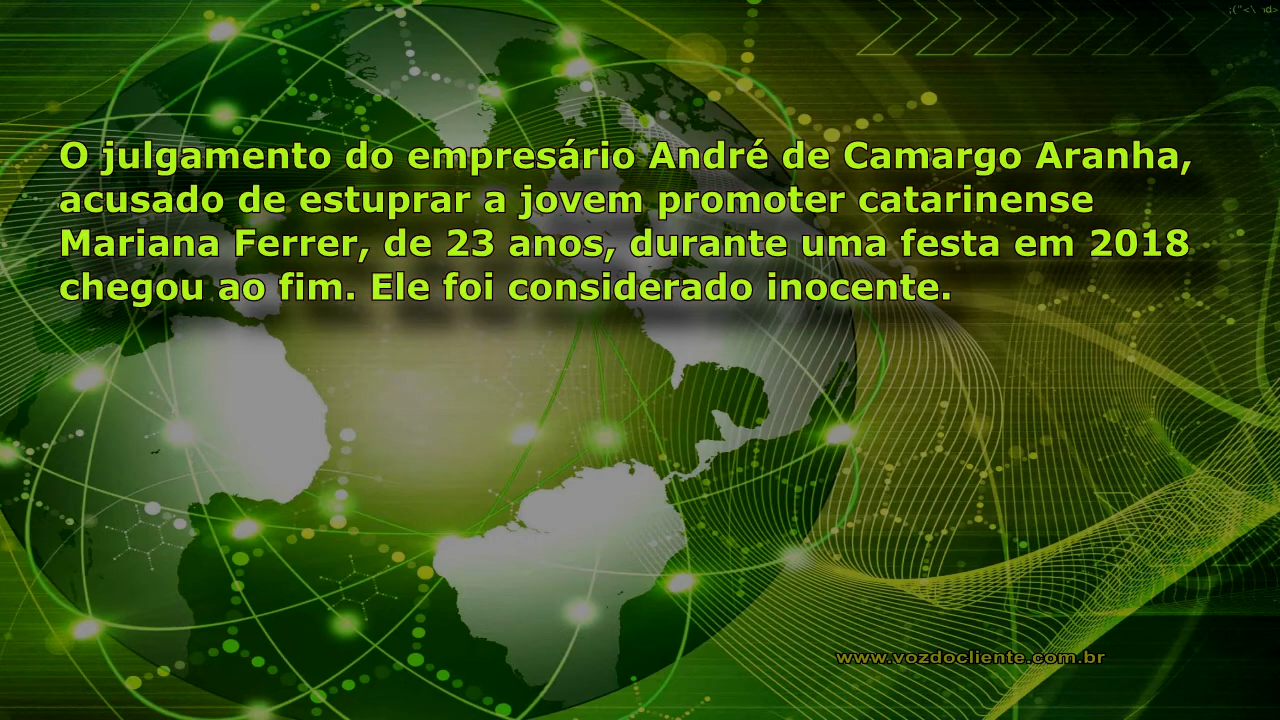 O julgamento do empresário André de Camargo Aranha,
acusado de estuprar a jovem promoter catarinense
Mariana Ferrer, de 23 anos, durante uma festa em 2018
chegou ao fim. Ele foi considerado inocente.
www.vozdocliente.com.br